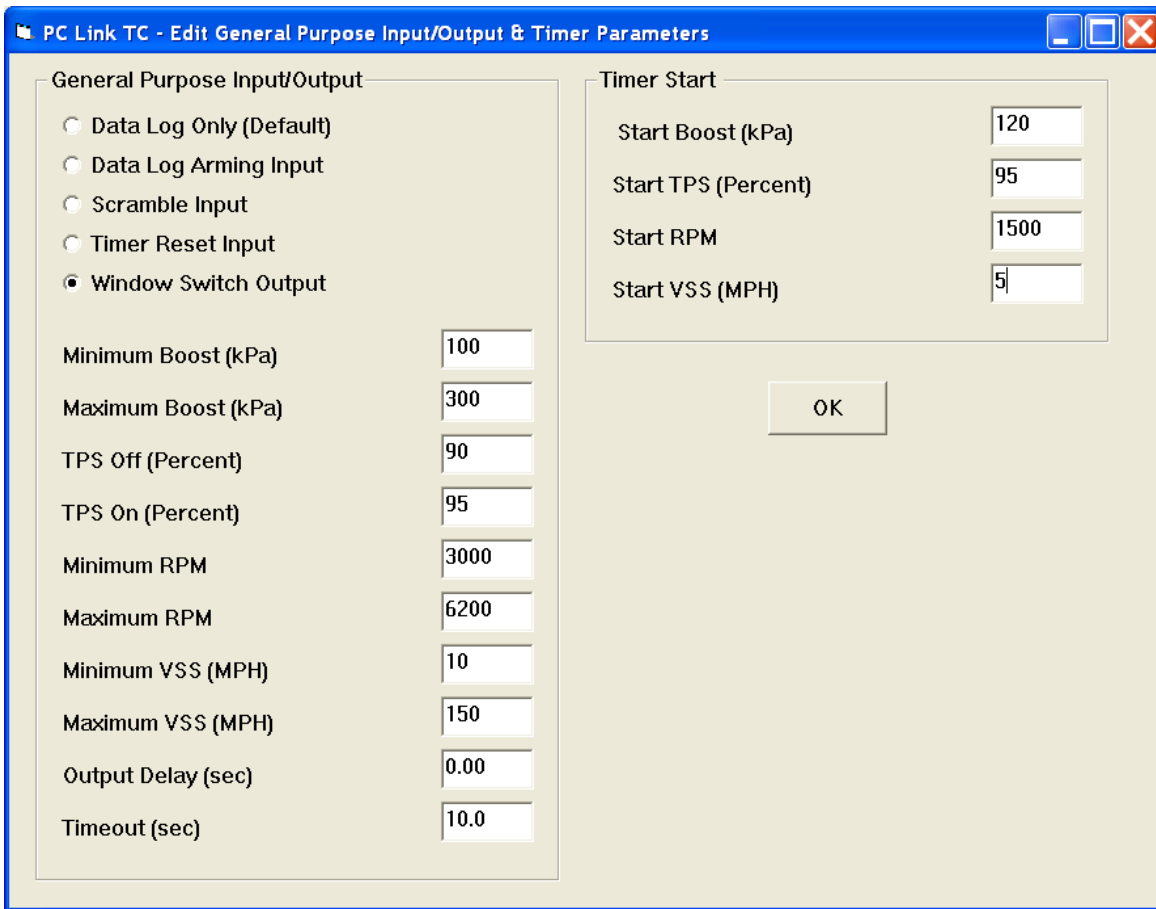 PC Link TC - Edit General Purpose Input/Output & Timer Parameters
General Purpose Input/Output
Data Log Only (Default)
Data Log Arming Input
Scramble Input
Timer Reset Input
Window Switch Output
Minimum Boost (kPa) 100
Maximum Boost (kPa) 300
TPS Off (Percent) 90
TPS On (Percent) 95
Minimum RPM 3000
Maximum RPM 6200
Minimum VSS (MPH) 10
Maximum VSS (MPH) 150
Output Delay (sec) 0.00
Timeout (sec) 10.0
Timer Start
Start Boost (kPa) 120
Start TPS (Percent) 95
Start RPM 1500
Start VSS (MPH) 5
OK